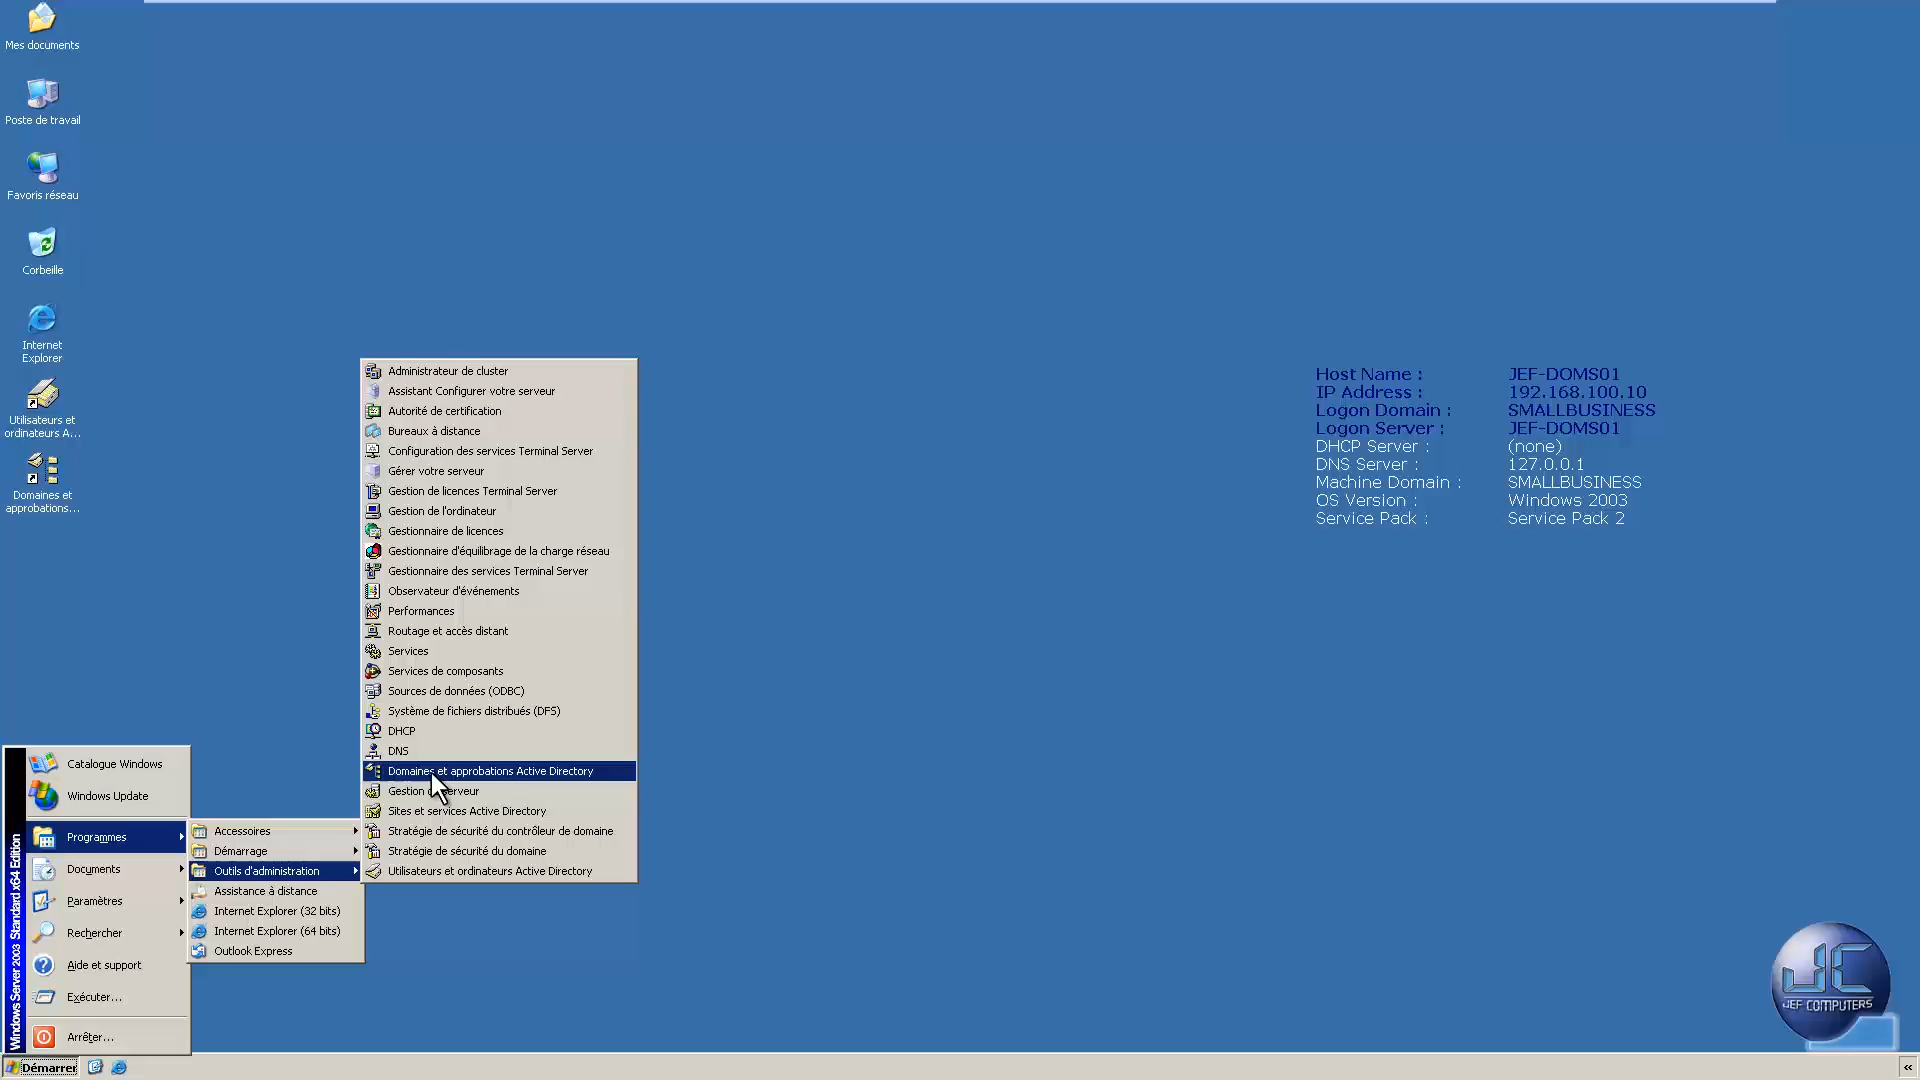 Mes documents
Poste de travail
Favoris réseau
Corbeille
Internet
Explorer
Utilisateurs et
ordinateurs A...
Domaines et
approbations...
Host Name : JEF-DOMS01
IP Address : 192.168.100.10
Logon Domain : SMALLBUSINESS
Logon Server : JEF-DOMS01
DHCP Server : (none)
DNS Server : 127.0.0.1
Machine Domain : SMALLBUSINESS
OS Version : Windows 2003
Service Pack : Service Pack 2
Administrateur de cluster
Assistant Configurer votre serveur
Autorité de certification
Bureaux à distance
Configuration des services Terminal Server
Gérer votre serveur
Gestion de licences Terminal Server
Gestion de l'ordinateur
Gestionnaire de licences
Gestionnaire d'équilibrage de la charge réseau
Gestionnaire des services Terminal Server
Observateur d'événements
Performances
Routage et accès distant
Services
Services de composants
Sources de données (ODBC)
Système de fichiers distribués (DFS)
DHCP
DNS
Domaines et approbations Active Directory
Gestion serveur
Sites et services Active Directory
Stratégie de sécurité du contrôleur de domaine
Stratégie de sécurité du domaine
Utilisateurs et ordinateurs Active Directory
Accessoires
Démarrage
Outils d'administration
Assistance à distance
Internet Explorer (32 bits)
Internet Explorer (64 bits)
Outlook Express
Windows Server 2003 Standard x64 Edition
Catalogue Windows
Windows Update
Programmes
Documents
Paramètres
Rechercher
Aide et support
Exécuter...
Arrêter...
JC
JEF COMPUTERS
Démarrer
«